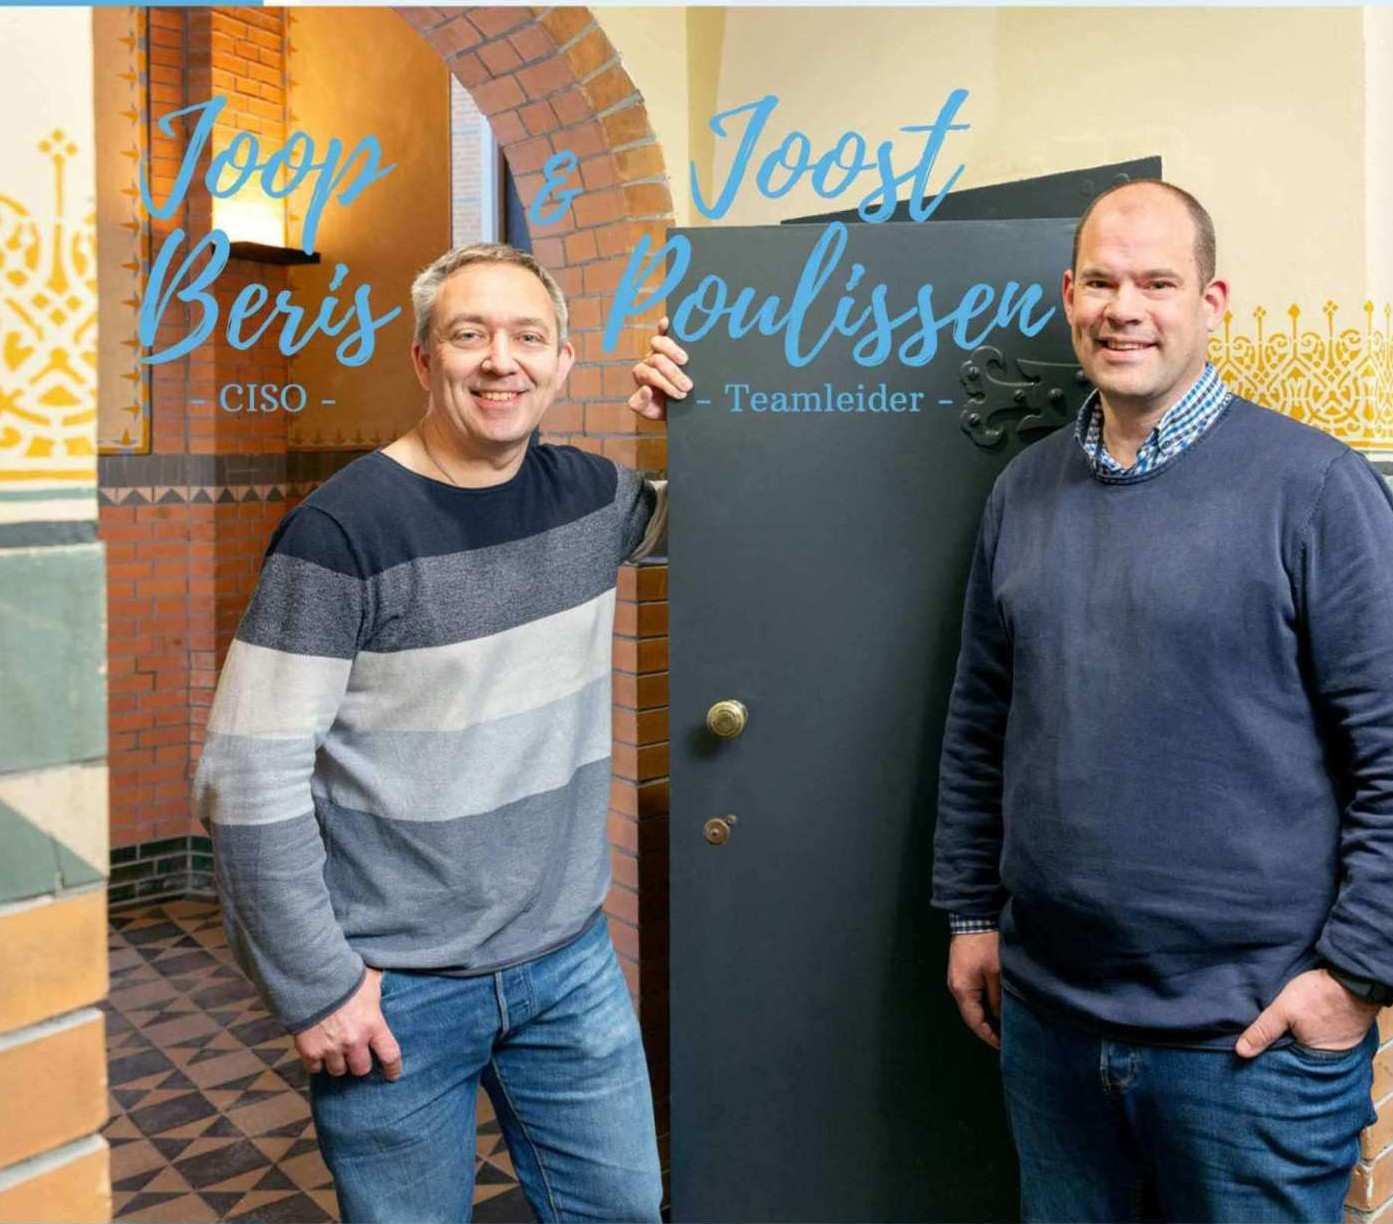 Joop & Joost
Beris Poulissen
- CISO - - Teamleider -